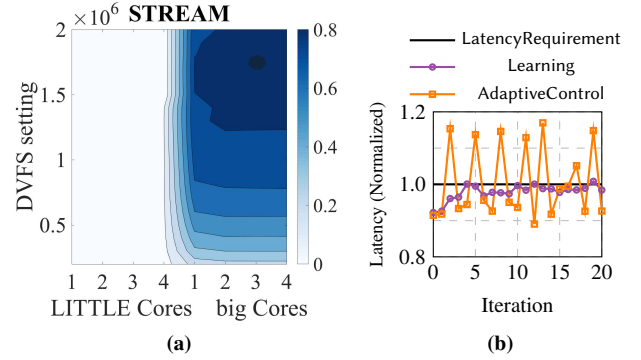 ×10⁶ STREAM
2
1.5
1
0.5
DVFS setting
0.8
0.6
0.4
0.2
0
1 2 3 4 1 2 3 4
LITTLE Cores big Cores
(a)
LatencyRequirement
Learning
AdaptiveControl
1.2
1.0
0.8
Latency (Normalized)
0 5 10 15 20
Iteration
(b)